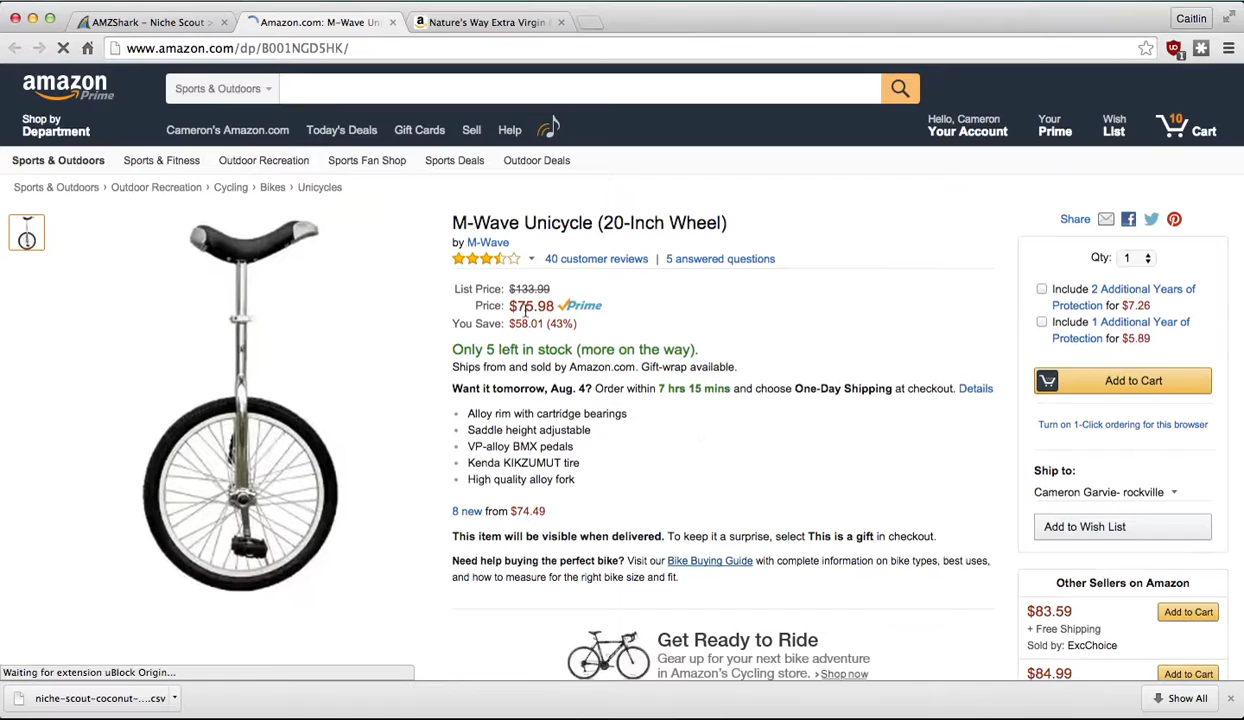 AMZShark - Niche Scout
Amazon.com: M-Wave Uni
Nature's Way Extra Virgin
Caitlin
www.amazon.com/dp/B001NGD5HK/
1
amazon
Prime
Sports & Outdoors
Shop by
Department
Cameron's Amazon.com
Today's Deals
Gift Cards
Sell
Help
Hello, Cameron
Your Account
Your
Prime
Wish
List
10
Cart
Sports & Outdoors
Sports & Fitness
Outdoor Recreation
Sports Fan Shop
Sports Deals
Outdoor Deals
Sports & Outdoors › Outdoor Recreation › Cycling › Bikes › Unicycles
M-Wave Unicycle (20-Inch Wheel)
by M-Wave
40 customer reviews | 5 answered questions
List Price: $133.99
Price: $75.98 Prime
You Save: $58.01 (43%)
Only 5 left in stock (more on the way).
Ships from and sold by Amazon.com. Gift-wrap available.
Want it tomorrow, Aug. 4? Order within 7 hrs 15 mins and choose One-Day Shipping at checkout. Details
• Alloy rim with cartridge bearings
• Saddle height adjustable
• VP-alloy BMX pedals
• Kenda KIKZUMUT tire
• High quality alloy fork
8 new from $74.49
This item will be visible when delivered. To keep it a surprise, select This is a gift in checkout.
Need help buying the perfect bike? Visit our Bike Buying Guide with complete information on bike types, best uses,
and how to measure for the right bike size and fit.
Get Ready to Ride
Gear up for your next bike adventure
in Amazon's Cycling store. ›Shop now
Share
Qty: 1
Include 2 Additional Years of
Protection for $7.26
Include 1 Additional Year of
Protection for $5.89
Add to Cart
Turn on 1-Click ordering for this browser
Ship to:
Cameron Garvie- rockville
Add to Wish List
Other Sellers on Amazon
$83.59
Add to Cart
+ Free Shipping
Sold by: ExcChoice
$84.99
Add to Cart
Waiting for extension uBlock Origin...
niche-scout-coconut-....csv
Show All